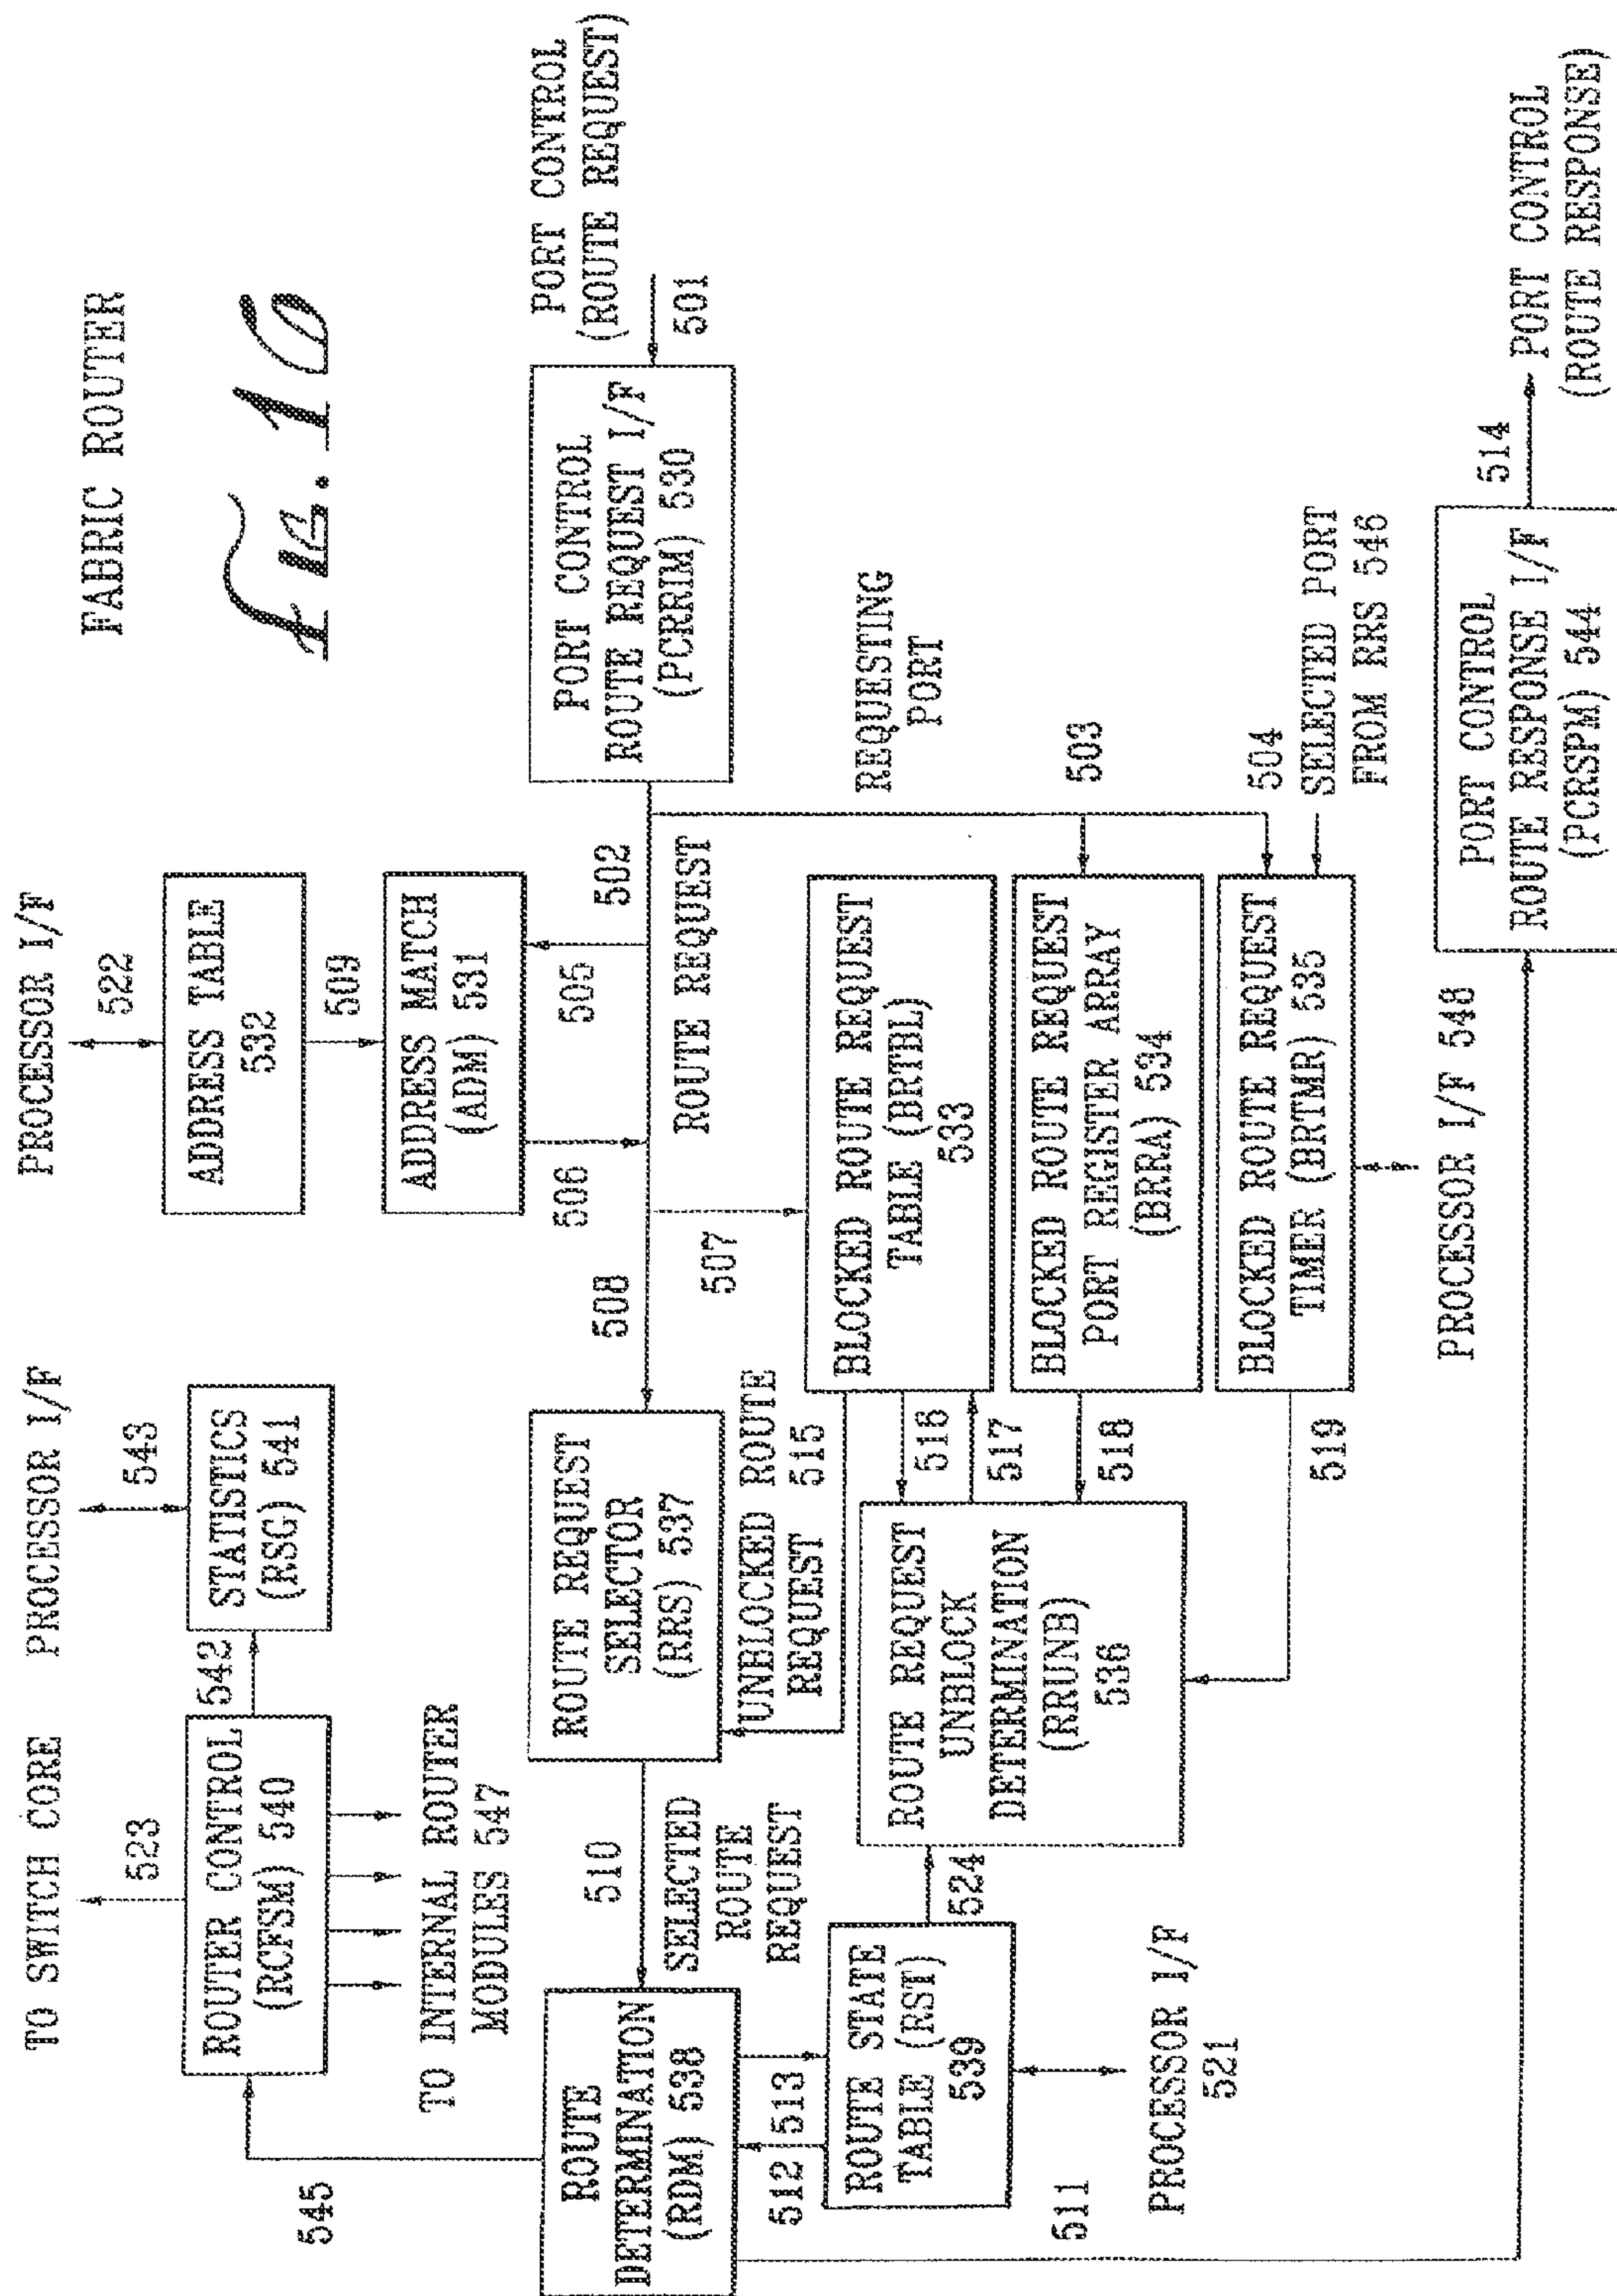 FABRIC ROUTER
Fig. 16
TO SWITCH CORE
PROCESSOR I/F
PROCESSOR I/F
523
543
522
ROUTER CONTROL
(RCFSM) 540
542
STATISTICS
(RSG) 541
ADDRESS TABLE
532
509
ADDRESS MATCH
(ADM) 531
TO INTERNAL ROUTER
MODULES 547
545
506
505
PORT CONTROL
(ROUTE REQUEST)
501
PORT CONTROL
ROUTE REQUEST I/F
(PCRRIM) 530
502
508
ROUTE REQUEST
507
ROUTE REQUEST
SELECTOR
(RRS) 537
510
SELECTED
ROUTE
REQUEST
ROUTE
DETERMINATION
(RDM) 538
UNBLOCKED ROUTE
REQUEST 515
REQUESTING
PORT
503
504
SELECTED PORT
FROM RRS 546
BLOCKED ROUTE REQUEST
TABLE (BRTBL)
533
BLOCKED ROUTE REQUEST
PORT REGISTER ARRAY
(BRRA) 534
BLOCKED ROUTE REQUEST
TIMER (BRTMR) 535
516
517
518
519
ROUTE REQUEST
UNBLOCK
DETERMINATION
(RRUNB)
536
524
512
513
ROUTE STATE
TABLE (RST)
539
511
PROCESSOR I/F
521
PROCESSOR I/F 548
PORT CONTROL
ROUTE RESPONSE I/F
(PCRSPM) 544
514
PORT CONTROL
(ROUTE RESPONSE)